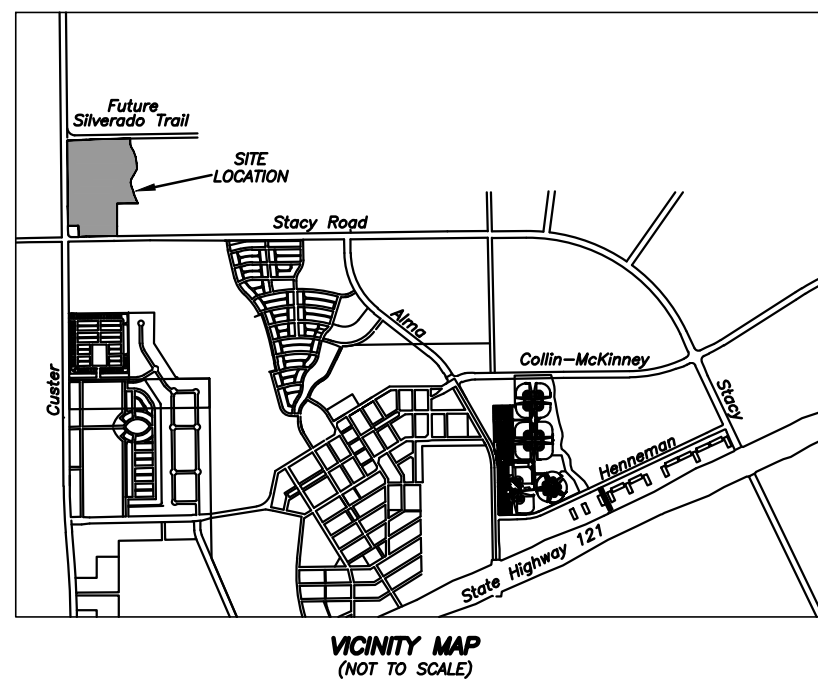 Future
Silverado Trail
SITE
LOCATION
Stacy Road
Alma
Collin-McKinney
Custer
Stacy
Henneman
State Highway 121
VICINITY MAP
(NOT TO SCALE)